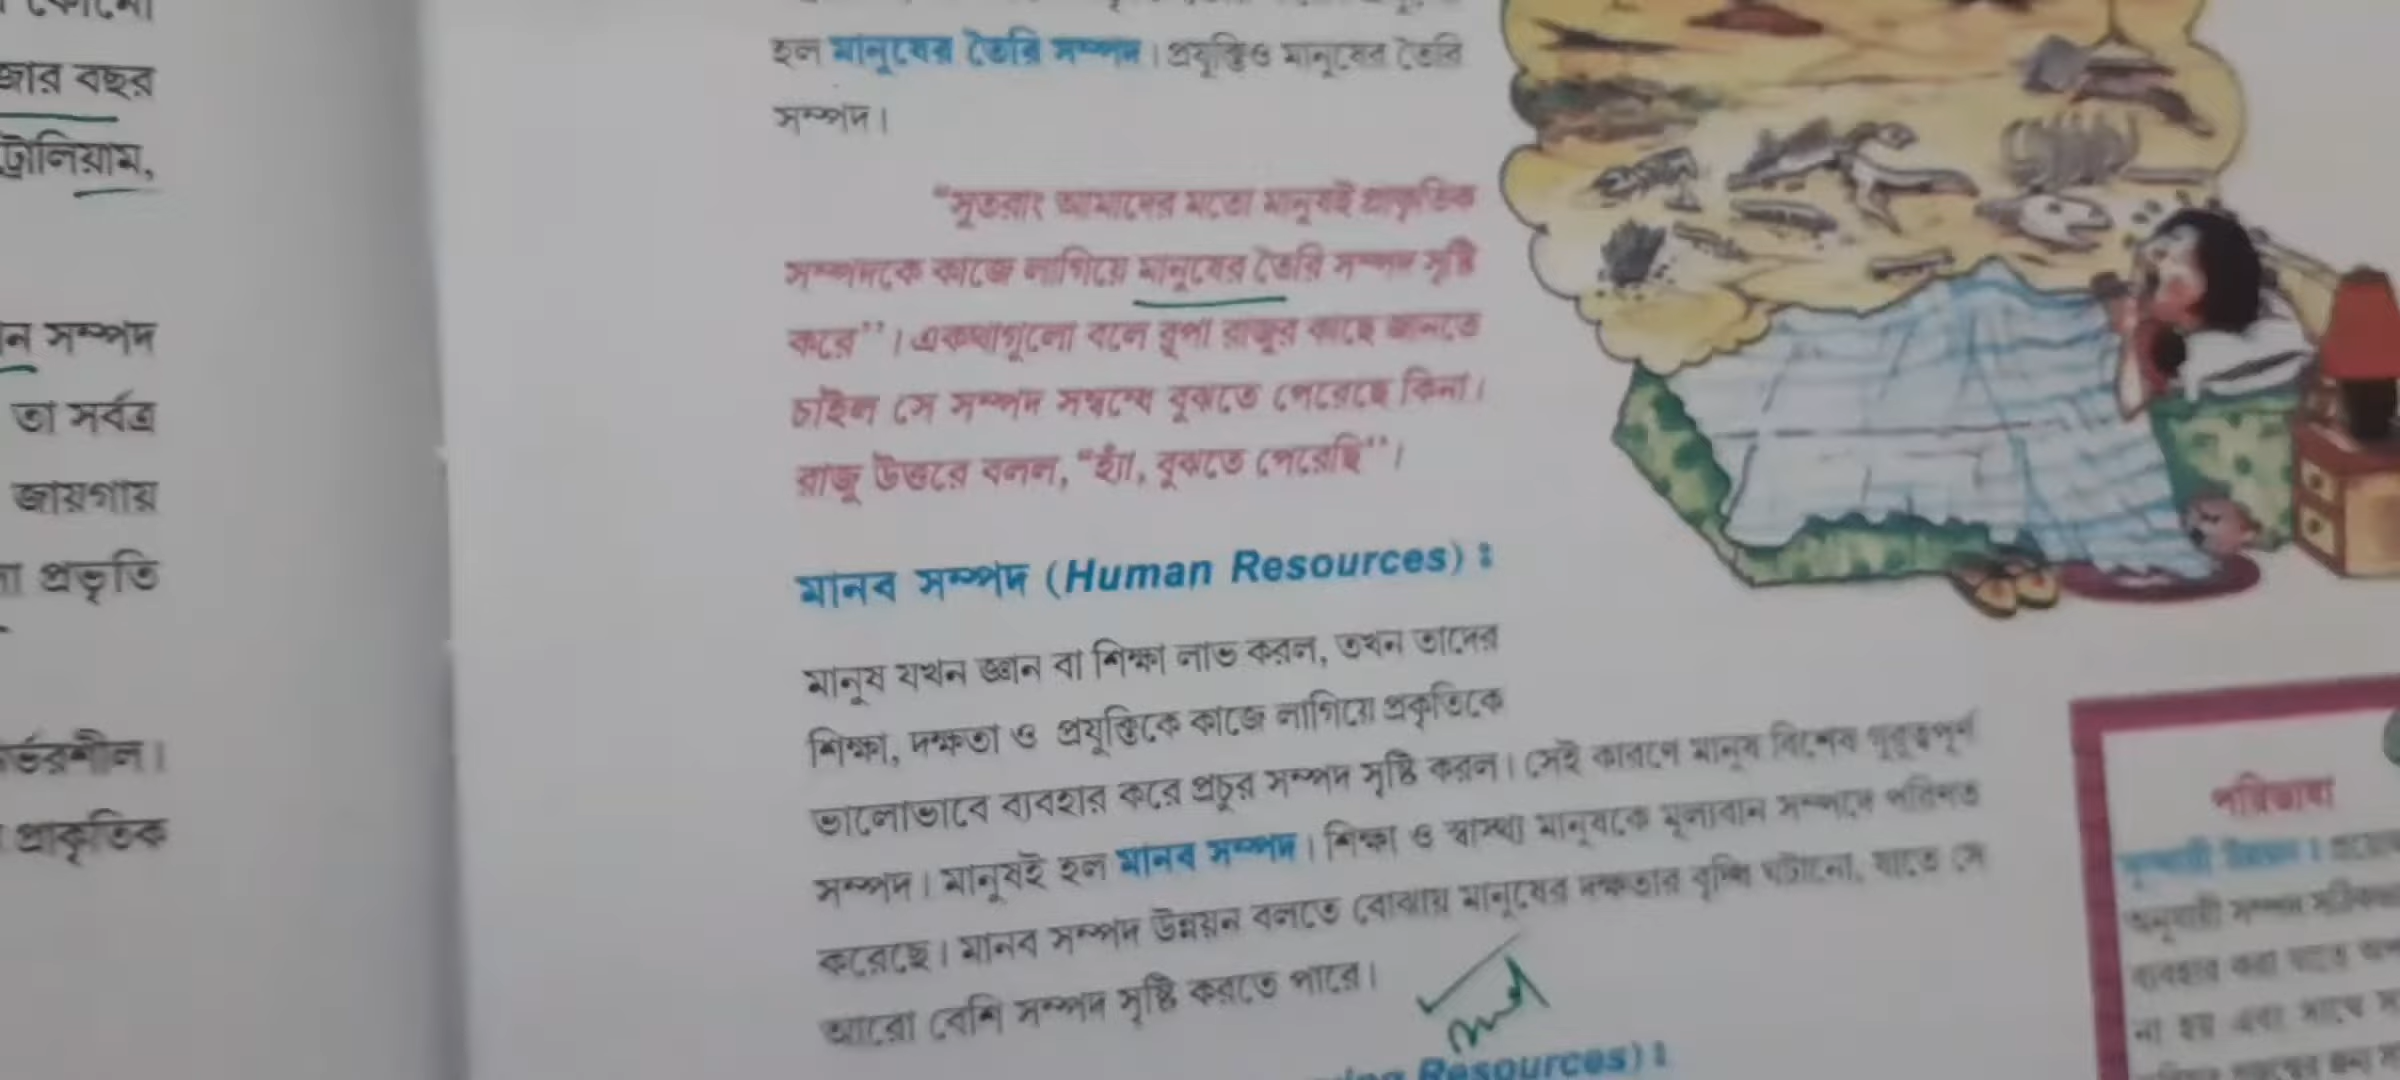 জার বছর
ট্রোলিয়াম,
ন সম্পদ
তা সর্বত্র
জায়গায়
প্রভৃতি
র্ভরশীল।
প্রাকৃতিক
হল মানুষের তৈরি সম্পদ। প্রযুক্তিও মানুষের তৈরি
সম্পদ।
“সুতরাং আমাদের মতো মানুষই প্রাকৃতিক
সম্পদকে কাজে লাগিয়ে মানুষের তৈরি সম্পদ সৃষ্টি
করে’’। একথাগুলো বলে রূপা রাজুর কাছে জানতে
চাইল সে সম্পদ সম্বন্ধে বুঝতে পেরেছে কিনা।
রাজু উত্তরে বলল, “হ্যাঁ, বুঝতে পেরেছি’’।
মানব সম্পদ (Human Resources) :
মানুষ যখন জ্ঞান বা শিক্ষা লাভ করল, তখন তাদের
শিক্ষা, দক্ষতা ও প্রযুক্তিকে কাজে লাগিয়ে প্রকৃতিকে
ভালোভাবে ব্যবহার করে প্রচুর সম্পদ সৃষ্টি করল। সেই কারণে মানুষ বিশেষ গুরুত্বপূর্ণ
সম্পদ। মানুষই হল মানব সম্পদ। শিক্ষা ও স্বাস্থ্য মানুষকে মূল্যবান সম্পদে পরিণত
করেছে। মানব সম্পদ উন্নয়ন বলতে বোঝায় মানুষের দক্ষতার বৃদ্ধি ঘটানো, যাতে সে
আরো বেশি সম্পদ সৃষ্টি করতে পারে।
Resources) :
পরিভাষা